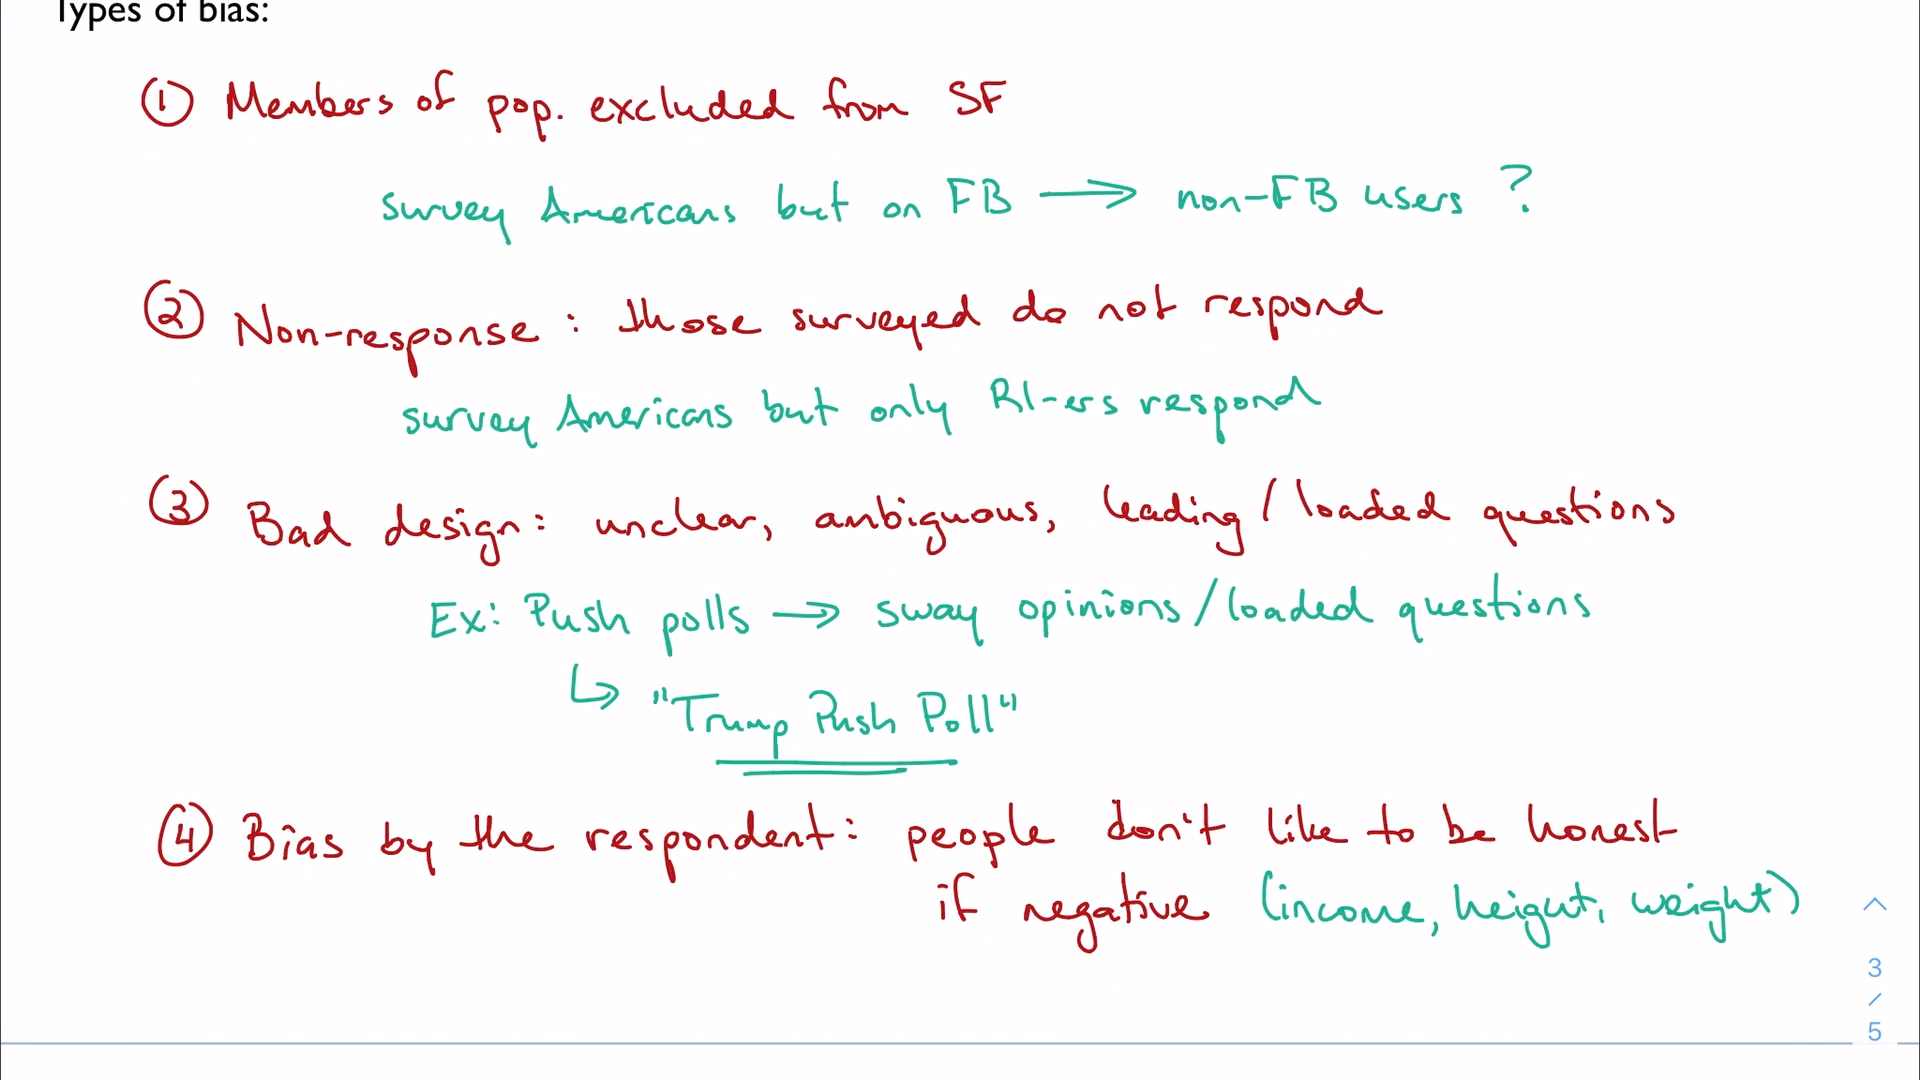 Types of bias:
① Members of pop. excluded from SF
survey Americans but on FB → non-FB users ?
② Non-response : those surveyed do not respond
survey Americans but only RI-ers respond
③ Bad design: unclear, ambiguous, leading / loaded questions
Ex: Push polls → sway opinions/loaded questions
↳ "Trump Push Poll"
④ Bias by the respondent: people don't like to be honest
if negative (income, height, weight)
3
/
5